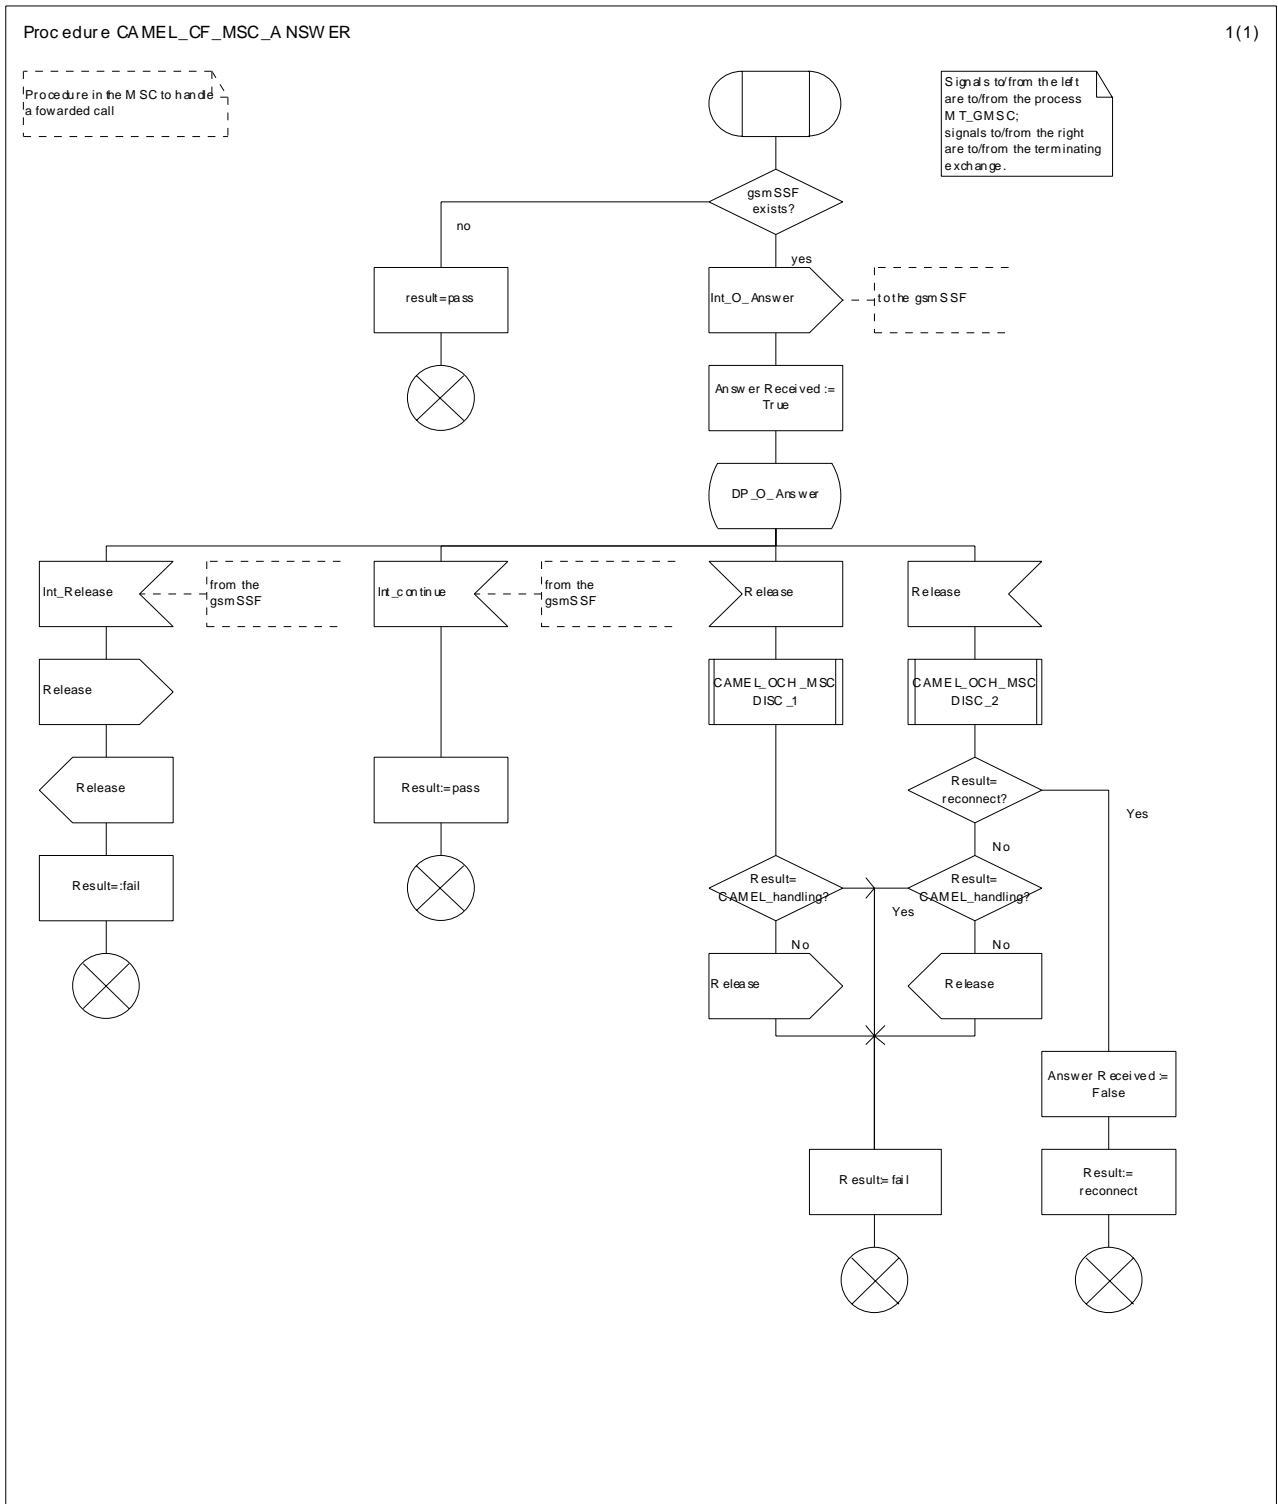 Procedure CAMEL_CF_MSC_ANSWER
1(1)
Procedure in the MSC to handle
a fowarded call
Signals to/from the left
are to/from the process
MT_GMSC;
signals to/from the right
are to/from the terminating
exchange.
gsmSSF
exists?
no
yes
result=pass
Int_O_Answer
to the gsmSSF
Answer Received :=
True
DP_O_Answer
Int_Release
from the
gsmSSF
Int_continue
from the
gsmSSF
Release
Release
Release
CAMEL_OCH_MSC
DISC_1
CAMEL_OCH_MSC
DISC_2
Release
Result:=pass
Result=
reconnect?
Yes
No
Result=:fail
Result=
CAMEL_handling?
Yes
Result=
CAMEL_handling?
No
No
Release
Release
Answer Received :=
False
Result:=fail
Result:=
reconnect